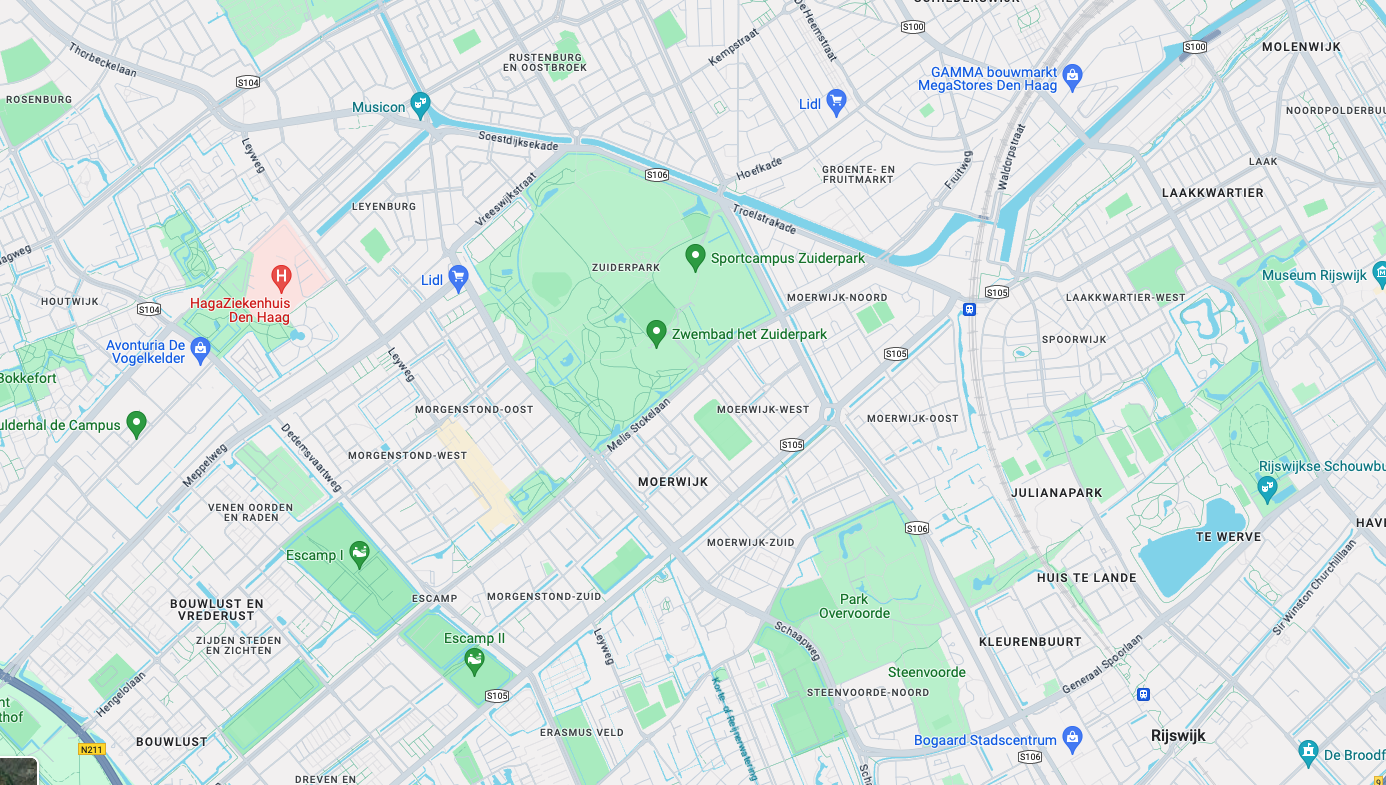 SCHILDERSWIJK
S100
De Heemstraat
Kempstraat
S100
MOLENWIJK
Thorbeckelaan
RUSTENBURG
EN OOSTBROEK
GAMMA bouwmarkt
MegaStores Den Haag
S104
ROSENBURG
Musicon
Lidl
Soestdijksekade
Leyweg
Hoefkade
GROENTE- EN
FRUITMARKT
Fruitweg
Waldorpstraat
LAAK
S106
LAAKKWARTIER
LEYENBURG
Vreeswijkstraat
Troelstrakade
Sportcampus Zuiderpark
ZUIDERPARK
Lidl
Museum Rijswijk
HagaZiekenhuis
Den Haag
HOUTWIJK
S104
MOERWIJK-NOORD
S105
LAAKKWARTIER-WEST
Zwembad het Zuiderpark
SPOORWIJK
Avonturia De
Vogelkelder
S105
Leyweg
Bokkefort
MORGENSTOND-OOST
Melis Stokelaan
MOERWIJK-WEST
MOERWIJK-OOST
ulderhal de Campus
Meppelweg
Dedemsvaartweg
MORGENSTOND-WEST
S105
Rijswijkse Schouwbu
MOERWIJK
JULIANAPARK
VENEN OORDEN
EN RADEN
S106
TE WERVE
MOERWIJK-ZUID
Escamp I
HUIS TE LANDE
Sir Winston Churchilllaan
ESCAMP
MORGENSTOND-ZUID
Park
Overvoorde
BOUWLUST EN
VREDERUST
Escamp II
ZIJDEN STEDEN
EN ZICHTEN
Leyweg
Schaapweg
KLEURENBUURT
Generaal Spoorlaan
Steenvoorde
STEENVOORDE-NOORD
Hengelolaan
S105
nt
thof
BOUWLUST
N211
ERASMUS VELD
Bogaard Stadscentrum
Rijswijk
S106
De Broodf
DREVEN EN